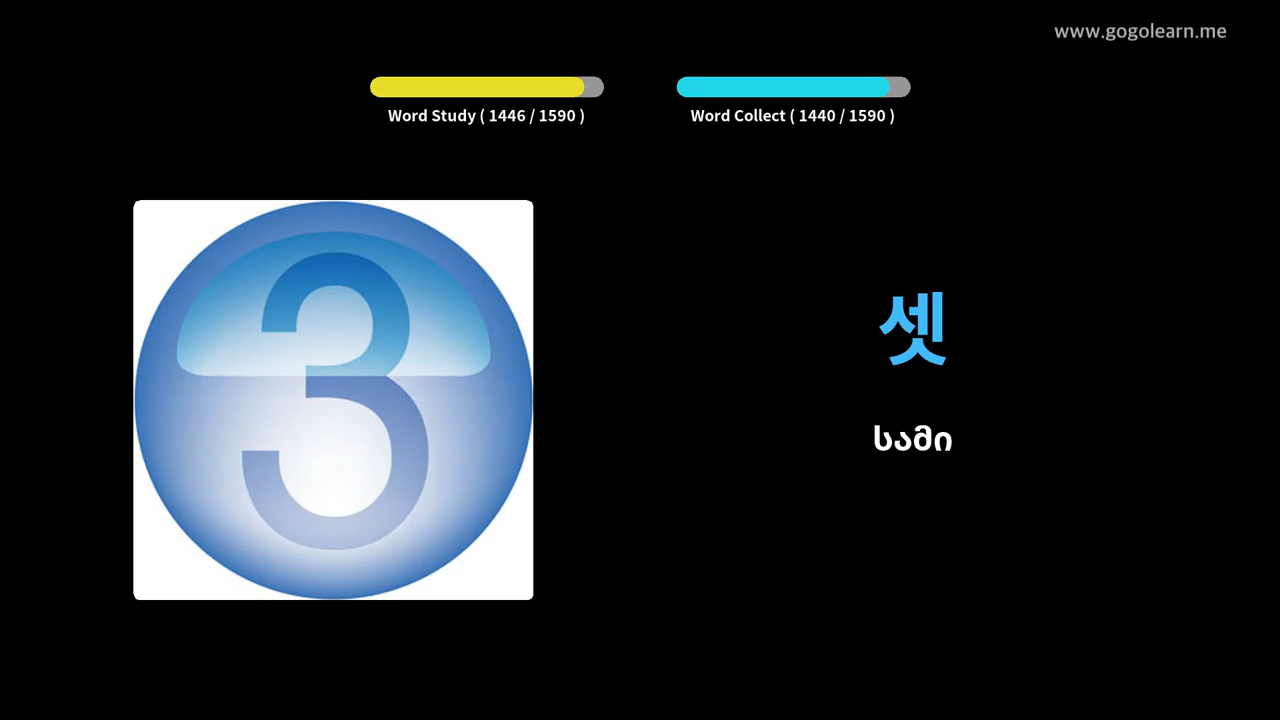 www.gogolearn.me
Word Study ( 1446 / 1590 )
Word Collect ( 1440 / 1590 )
3
셋
სამი